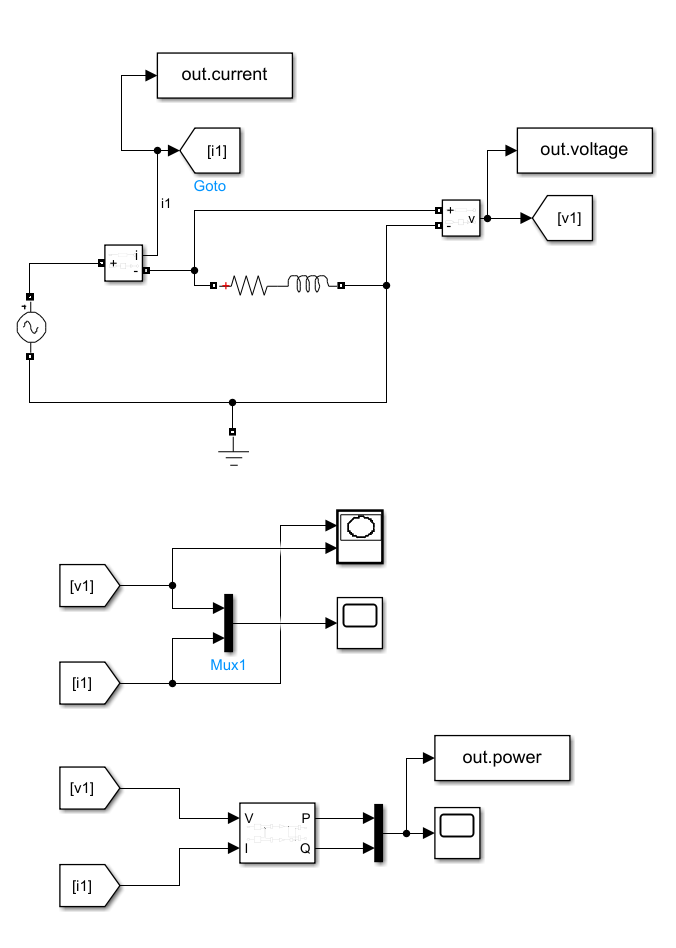 out.current
[i1]
Goto
i1
out.voltage
[v1]
+
-
v
i
+
-
+
+
[v1]
[i1]
Mux1
out.power
[v1]
[i1]
V
I
P
Q